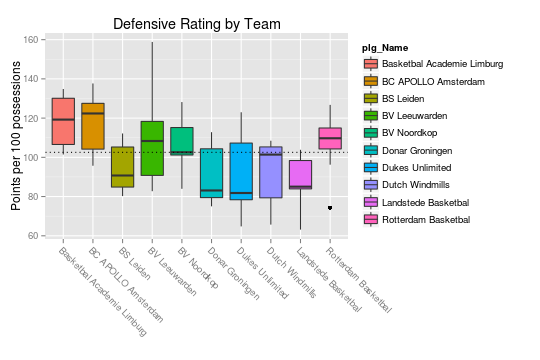 Defensive Rating by Team
Points per 100 possessions
160
140
120
100
80
60
Basketbal Academie Limburg
BC APOLLO Amsterdam
BS Leiden
BV Leeuwarden
BV Noordkop
Donar Groningen
Dukes Unlimited
Dutch Windmills
Landstede Basketbal
Rotterdam Basketbal
plg_Name
Basketbal Academie Limburg
BC APOLLO Amsterdam
BS Leiden
BV Leeuwarden
BV Noordkop
Donar Groningen
Dukes Unlimited
Dutch Windmills
Landstede Basketbal
Rotterdam Basketbal